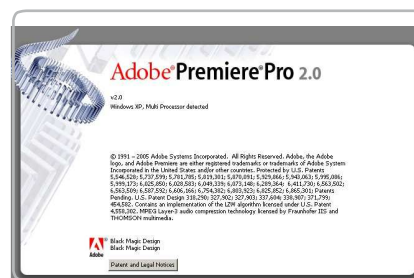 Adobe® Premiere® Pro 2.0
v2.0
Windows XP, Multi Processor detected
© 1991 - 2005 Adobe Systems Incorporated. All Rights Reserved. Adobe, the Adobe
logo, and Adobe Premiere are either registered trademarks or trademarks of Adobe System
Incorporated in the United States and/or other countries. Protected by U.S. Patents
5,546,528; 5,737,599; 5,781,785; 5,819,301; 5,870,091; 5,929,866; 5,943,063; 5,995,086;
5,999,173; 6,025,850; 6,028,583; 6,049,339; 6,073,148; 6,289,364; 6,411,730; 6,563,502;
6,563,509; 6,587,592; 6,606,166; 6,754,382; 6,803,923; 6,825,852; 6,865,301; Patents
Pending. U.S. Patent Design 318,290; 327,902; 327,903; 337,604; 338,907; 371,799;
454,582. Contains an implementation of the LZW algorithm licensed under U.S. Patent
4,558,302. MPEG Layer-3 audio compression technology licensed by Fraunhofer IIS and
THOMSON multimedia.
Black Magic Design
Black Magic Design
Adobe
Patent and Legal Notices